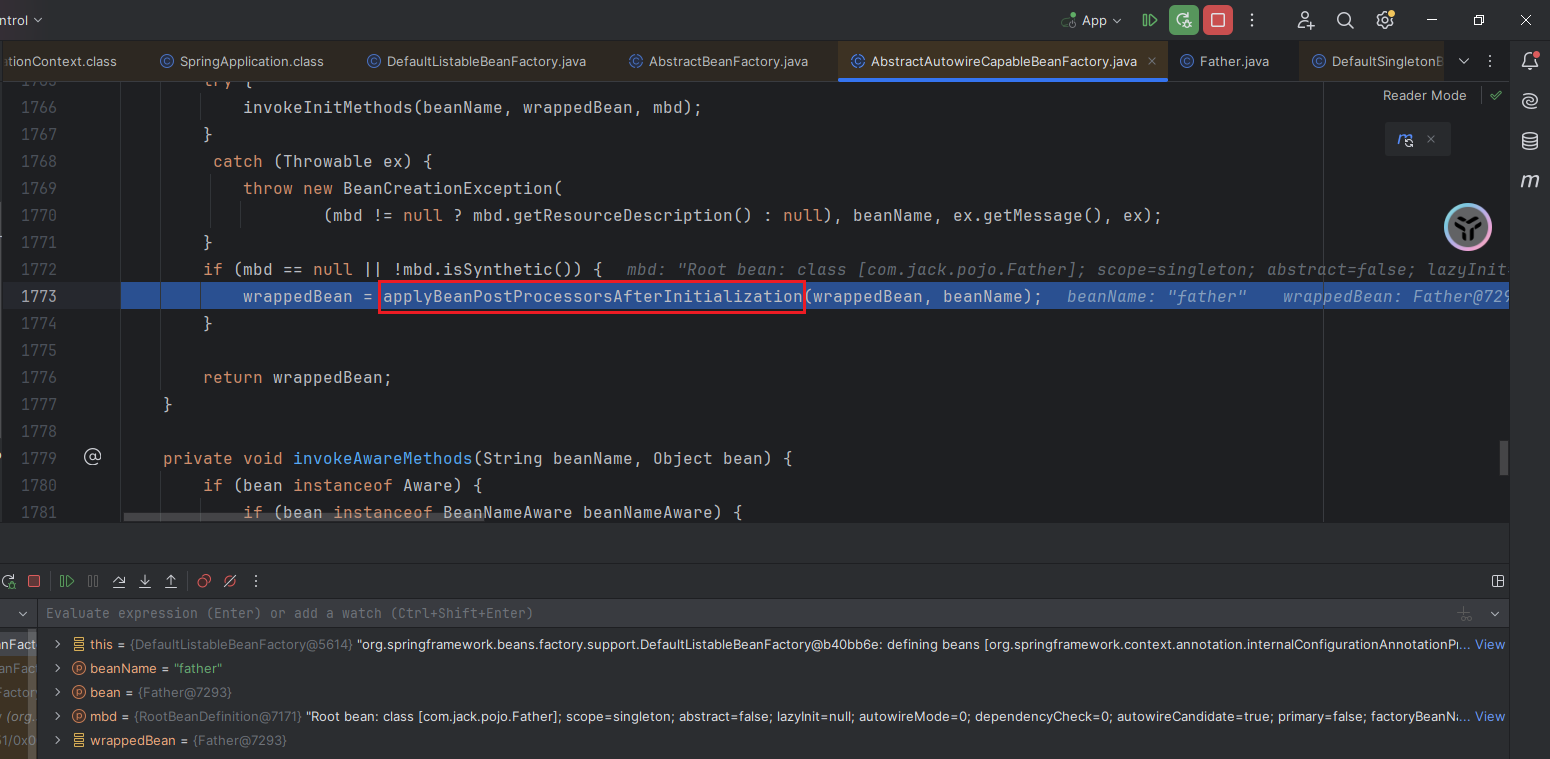 ntrol
App
tionContext.class
SpringApplication.class
DefaultListableBeanFactory.java
AbstractBeanFactory.java
AbstractAutowireCapableBeanFactory.java
Father.java
DefaultSingletonB
Reader Mode
1765 try {
1766 invokeInitMethods(beanName, wrappedBean, mbd);
1767 }
1768 catch (Throwable ex) {
1769 throw new BeanCreationException(
1770 (mbd != null ? mbd.getResourceDescription() : null), beanName, ex.getMessage(), ex);
1771 }
1772 if (mbd == null || !mbd.isSynthetic()) { mbd: "Root bean: class [com.jack.pojo.Father]; scope=singleton; abstract=false; lazyInit=
1773 wrappedBean = applyBeanPostProcessorsAfterInitialization(wrappedBean, beanName); beanName: "father" wrappedBean: Father@729
1774 }
1775
1776 return wrappedBean;
1777 }
1778
1779 @ private void invokeAwareMethods(String beanName, Object bean) {
1780 if (bean instanceof Aware) {
1781 if (bean instanceof BeanNameAware beanNameAware) {
Evaluate expression (Enter) or add a watch (Ctrl+Shift+Enter)
anFact
this = {DefaultListableBeanFactory@5614} "org.springframework.beans.factory.support.DefaultListableBeanFactory@b40bb6e: defining beans [org.springframework.context.annotation.internalConfigurationAnnotationPr... View
anFac
beanName = "father"
Factory
bean = {Father@7293}
y (org.
mbd = {RootBeanDefinition@7171} "Root bean: class [com.jack.pojo.Father]; scope=singleton; abstract=false; lazyInit=null; autowireMode=0; dependencyCheck=0; autowireCandidate=true; primary=false; factoryBeanNa... View
51/0x0
wrappedBean = {Father@7293}